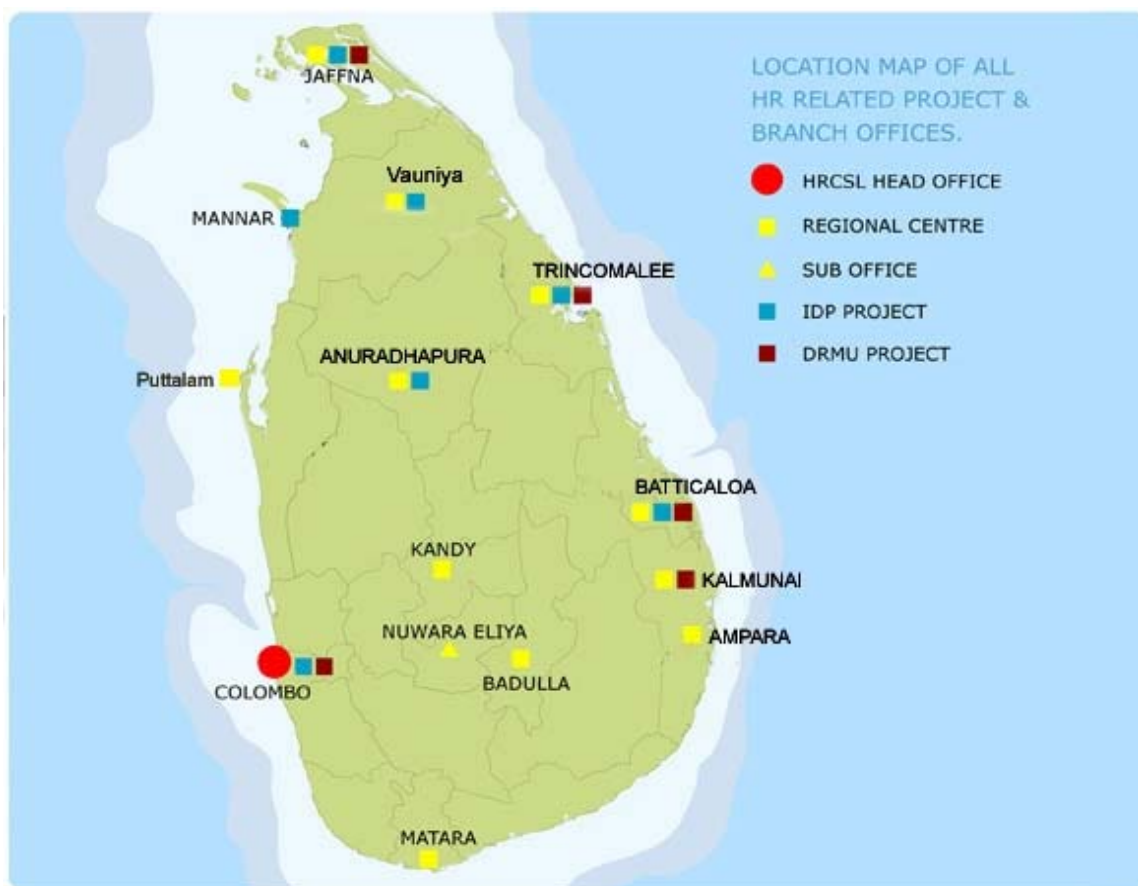 JAFFNA
LOCATION MAP OF ALL
HR RELATED PROJECT &
BRANCH OFFICES.
HRCSL HEAD OFFICE
REGIONAL CENTRE
SUB OFFICE
IDP PROJECT
DRMU PROJECT
Vauniya
MANNAR
TRINCOMALEE
ANURADHAPURA
Puttalam
BATTICALOA
KANDY
KALMUNAI
NUWARA ELIYA
AMPARA
BADULLA
COLOMBO
MATARA